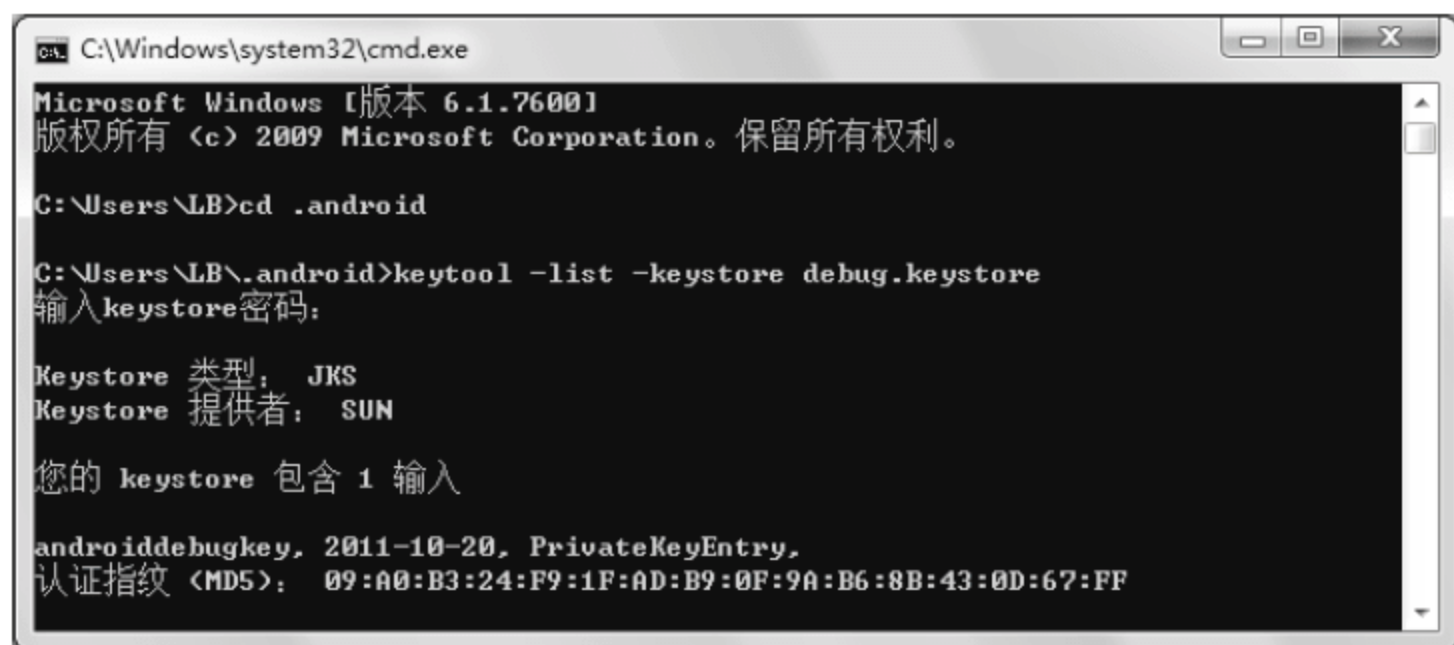 C:\Windows\system32\cmd.exe
Microsoft Windows [版本 6.1.7600]
版权所有 (c) 2009 Microsoft Corporation。保留所有权利。
C:\Users\LB>cd .android
C:\Users\LB\.android>keytool -list -keystore debug.keystore
输入keystore密码:
Keystore 类型: JKS
Keystore 提供者: SUN
您的 keystore 包含 1 输入
androiddebugkey, 2011-10-20, PrivateKeyEntry,
认证指纹 (MD5): 09:A0:B3:24:F9:1F:AD:B9:0F:9A:B6:8B:43:0D:67:FF